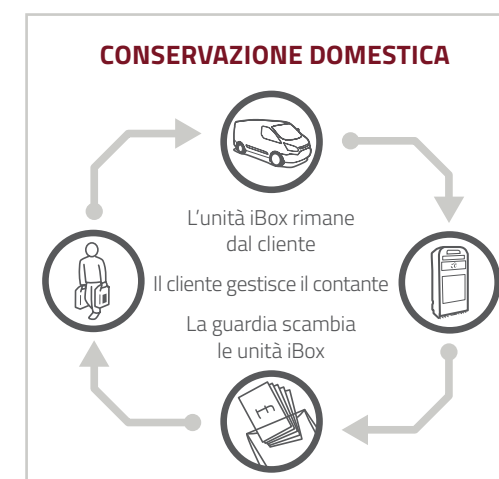 CONSERVAZIONE DOMESTICA
L'unità iBox rimane
dal cliente
Il cliente gestisce il contante
La guardia scambia
le unità iBox